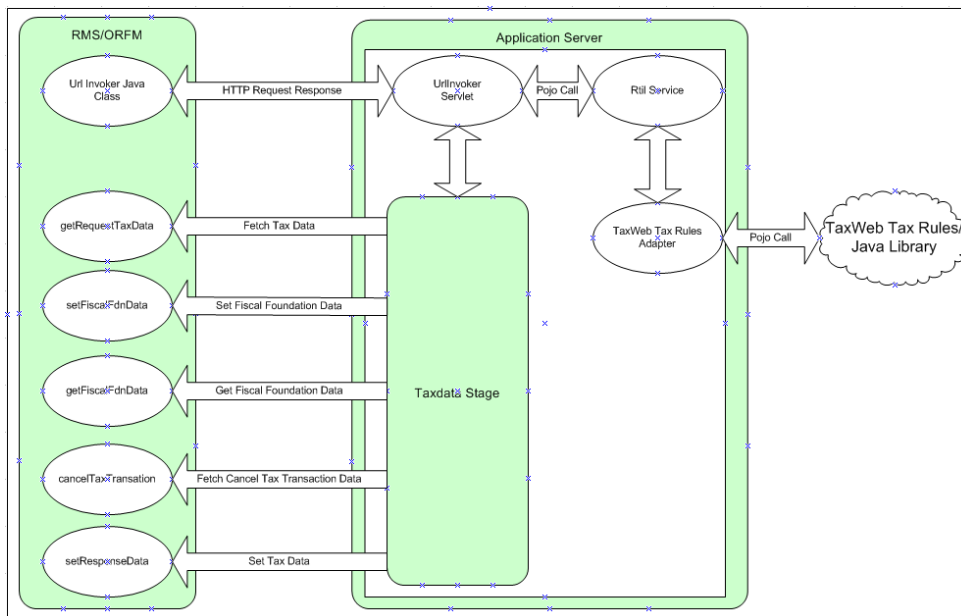 RMS/ORFM
Application Server
Url Invoker Java
Class
HTTP Request Response
UrlInvoker
Servlet
Pojo Call
Rtil Service
getRequestTaxData
Fetch Tax Data
TaxWeb Tax Rules
Adapter
Pojo Call
TaxWeb Tax Rules/
Java Library
setFiscalFdnData
Set Fiscal Foundation Data
getFiscalFdnData
Get Fiscal Foundation Data
Taxdata Stage
cancelTaxTransation
Fetch Cancel Tax Transaction Data
setResponseData
Set Tax Data